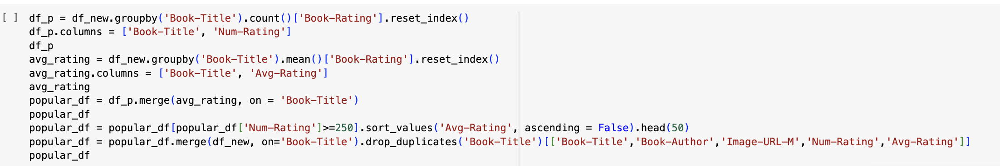 [ ] df_p = df_new.groupby('Book-Title').count()['Book-Rating'].reset_index()
df_p.columns = ['Book-Title', 'Num-Rating']
df_p
avg_rating = df_new.groupby('Book-Title').mean()['Book-Rating'].reset_index()
avg_rating.columns = ['Book-Title', 'Avg-Rating']
avg_rating
popular_df = df_p.merge(avg_rating, on = 'Book-Title')
popular_df
popular_df = popular_df[popular_df['Num-Rating']>=250].sort_values('Avg-Rating', ascending = False).head(50)
popular_df = popular_df.merge(df_new, on='Book-Title').drop_duplicates('Book-Title')[['Book-Title','Book-Author','Image-URL-M','Num-Rating','Avg-Rating']]
popular_df